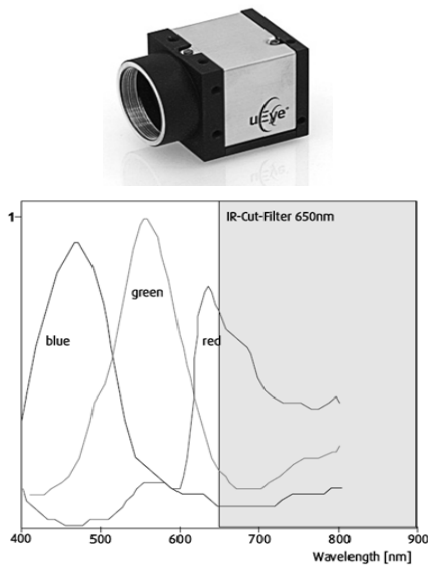 uEye
1
IR-Cut-Filter 650nm
green
blue
red
400 500 600 700 800 900
Wavelength [nm]